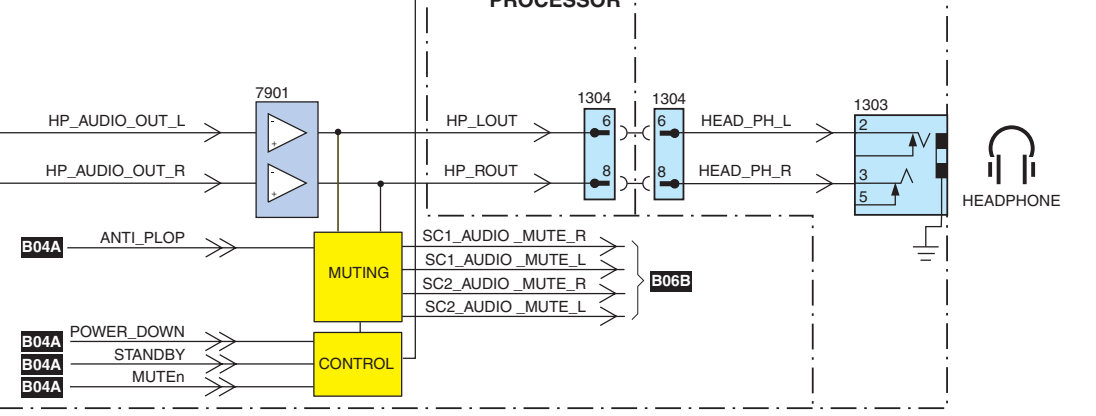 PROCESSOR
7901
1304
1304
1303
HP_AUDIO_OUT_L
HP_LOUT
6
6
HEAD_PH_L
2
HP_AUDIO_OUT_R
HP_ROUT
8
8
HEAD_PH_R
3
5
HEADPHONE
- +
- +
B04A
ANTI_PLOP
MUTING
SC1_AUDIO _MUTE_R
SC1_AUDIO _MUTE_L
SC2_AUDIO _MUTE_R
SC2_AUDIO _MUTE_L
B06B
B04A POWER_DOWN
B04A STANDBY
B04A MUTEn
CONTROL